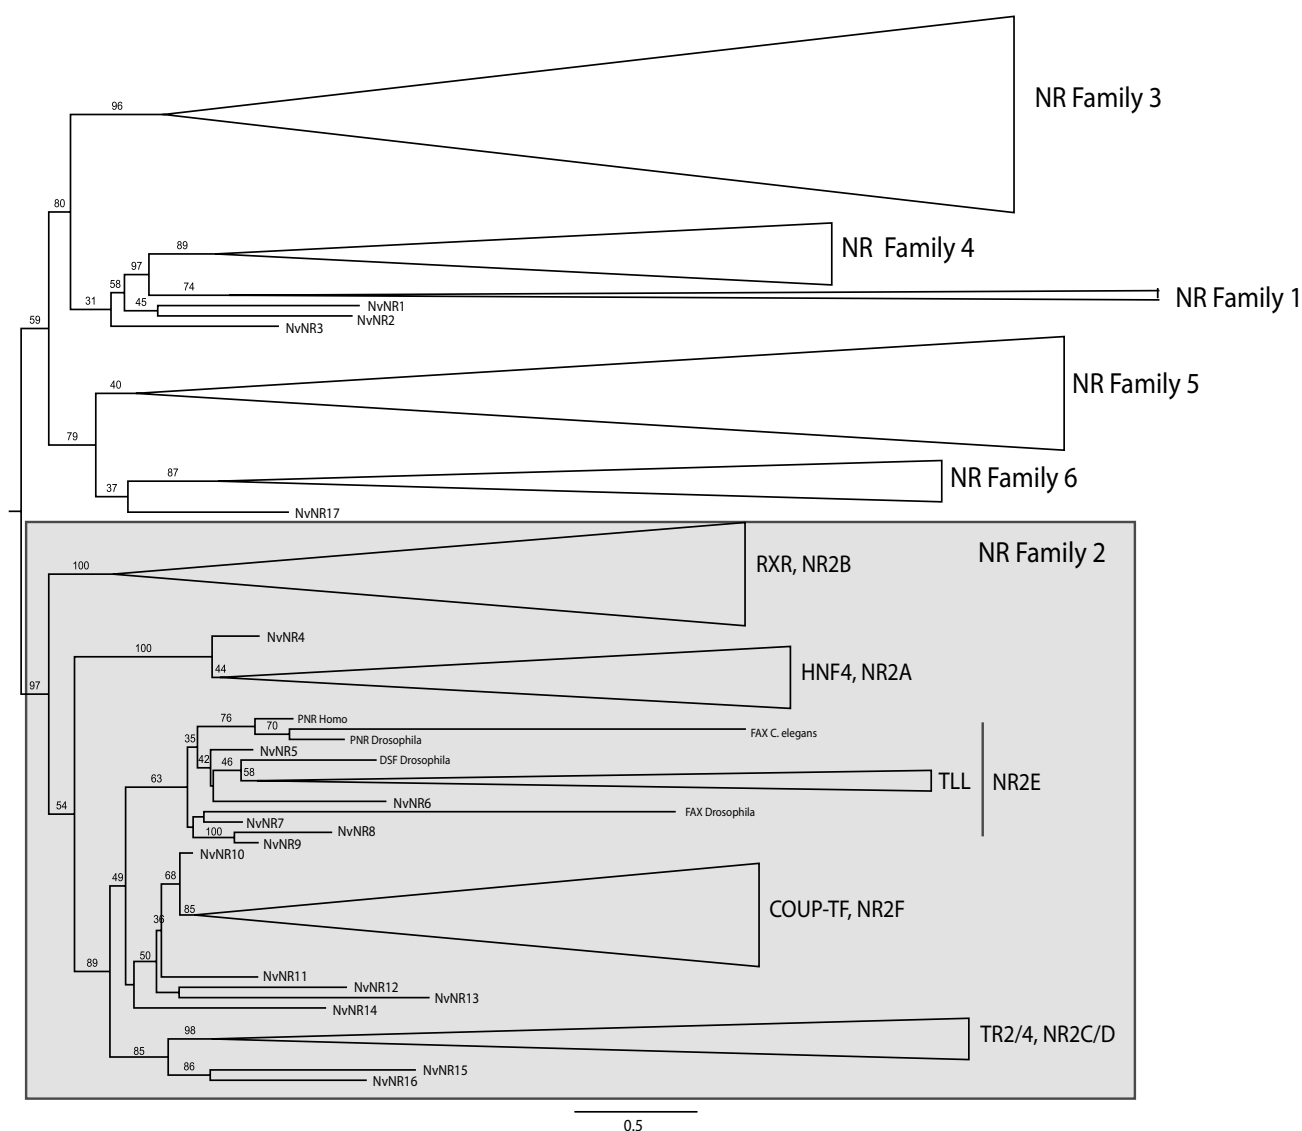 96
NR Family 3
80
89
NR Family 4
97
58
74
NR Family 1
31
45
NvNR1
NvNR2
59
NvNR3
40
NR Family 5
79
87
NR Family 6
37
NvNR17
NR Family 2
100
RXR, NR2B
NvNR4
100
44
HNF4, NR2A
97
76
PNR Homo
70
FAX C. elegans
35
PNR Drosophila
NvNR5
42
46
DSF Drosophila
58
63
TLL
NR2E
NvNR6
54
FAX Drosophila
NvNR7
100
NvNR8
NvNR9
NvNR10
49
68
85
COUP-TF, NR2F
36
50
89
NvNR11
NvNR12
NvNR13
NvNR14
98
TR2/4, NR2C/D
85
86
NvNR15
NvNR16
0.5